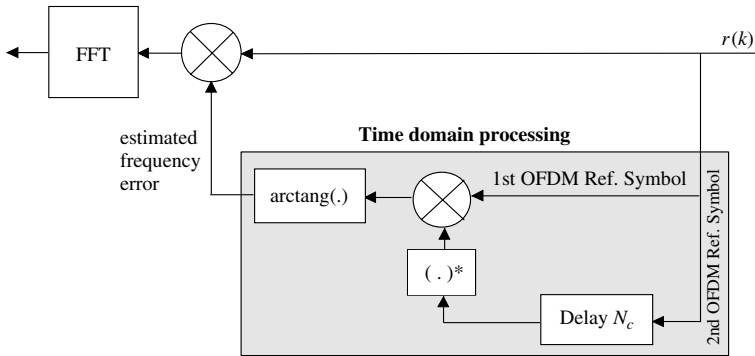 r(k)
FFT
estimated
frequency
error
Time domain processing
arctang(.)
1st OFDM Ref. Symbol
( . )*
Delay N_c
2nd OFDM Ref. Symbol